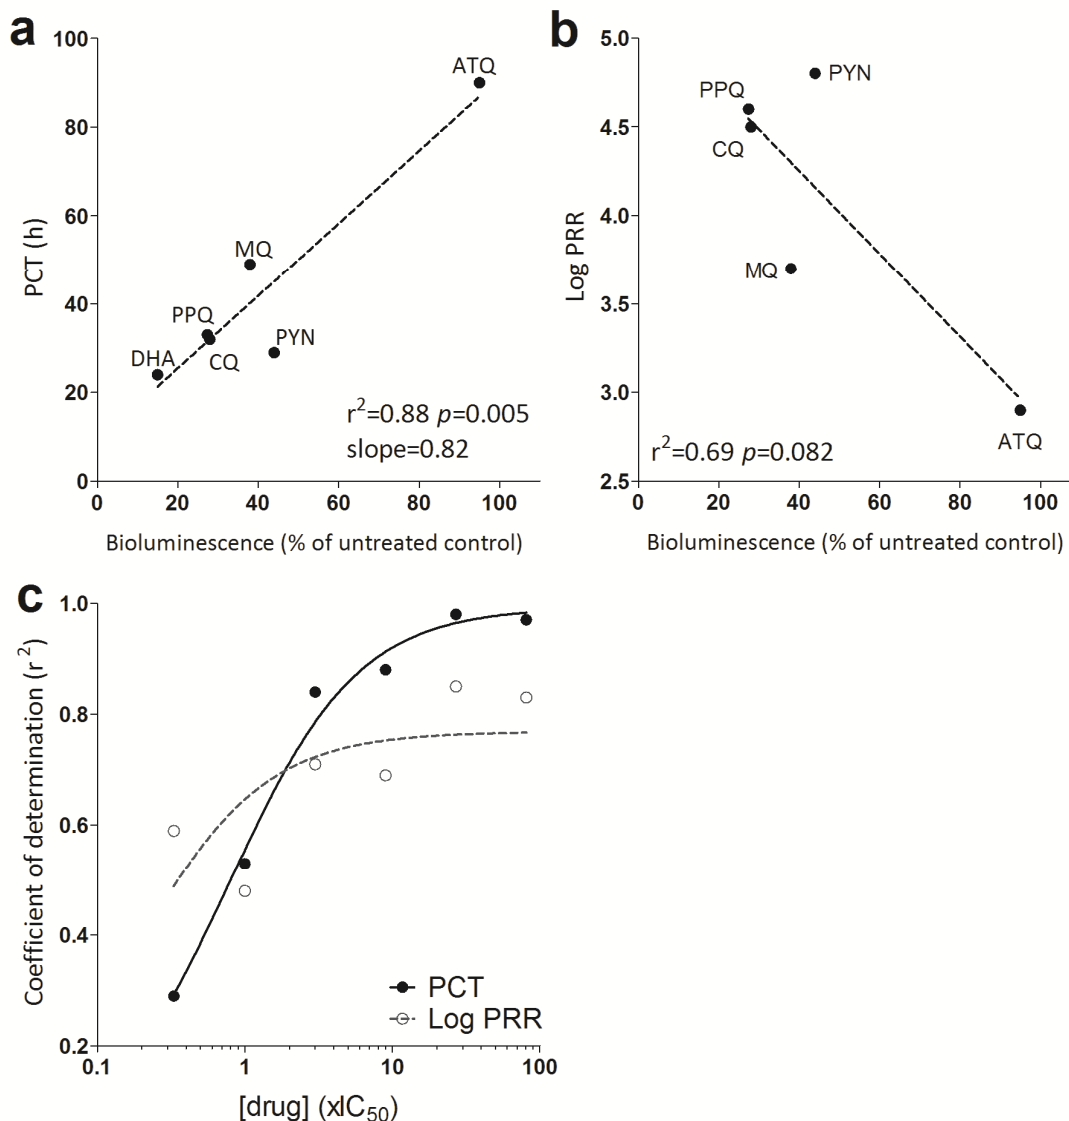 a
100
80
60
40
20
0
PCT (h)
ATQ
MQ
PPQ
PYN
DHA
CQ
r²=0.88 p=0.005
slope=0.82
0 20 40 60 80 100
Bioluminescence (% of untreated control)
b
5.0
4.5
4.0
3.5
3.0
2.5
Log PRR
PYN
PPQ
CQ
MQ
ATQ
r²=0.69 p=0.082
0 20 40 60 80 100
Bioluminescence (% of untreated control)
c
1.0
0.8
0.6
0.4
0.2
Coefficient of determination (r²)
PCT
Log PRR
0.1 1 10 100
[drug] (xIC₅₀)